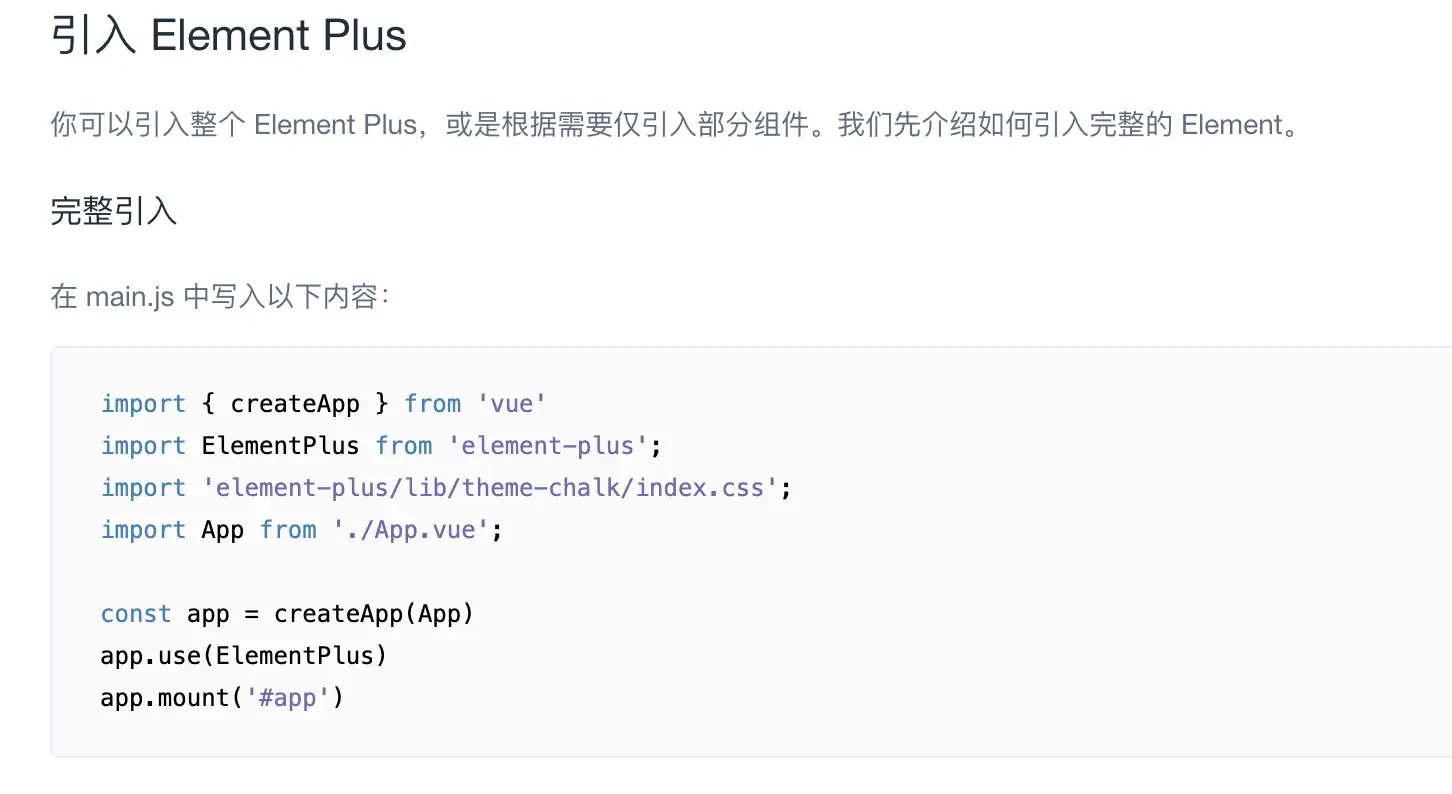 引入 Element Plus
你可以引入整个 Element Plus，或是根据需要仅引入部分组件。我们先介绍如何引入完整的 Element。
完整引入
在 main.js 中写入以下内容：
import { createApp } from 'vue'
import ElementPlus from 'element-plus';
import 'element-plus/lib/theme-chalk/index.css';
import App from './App.vue';
const app = createApp(App)
app.use(ElementPlus)
app.mount('#app')